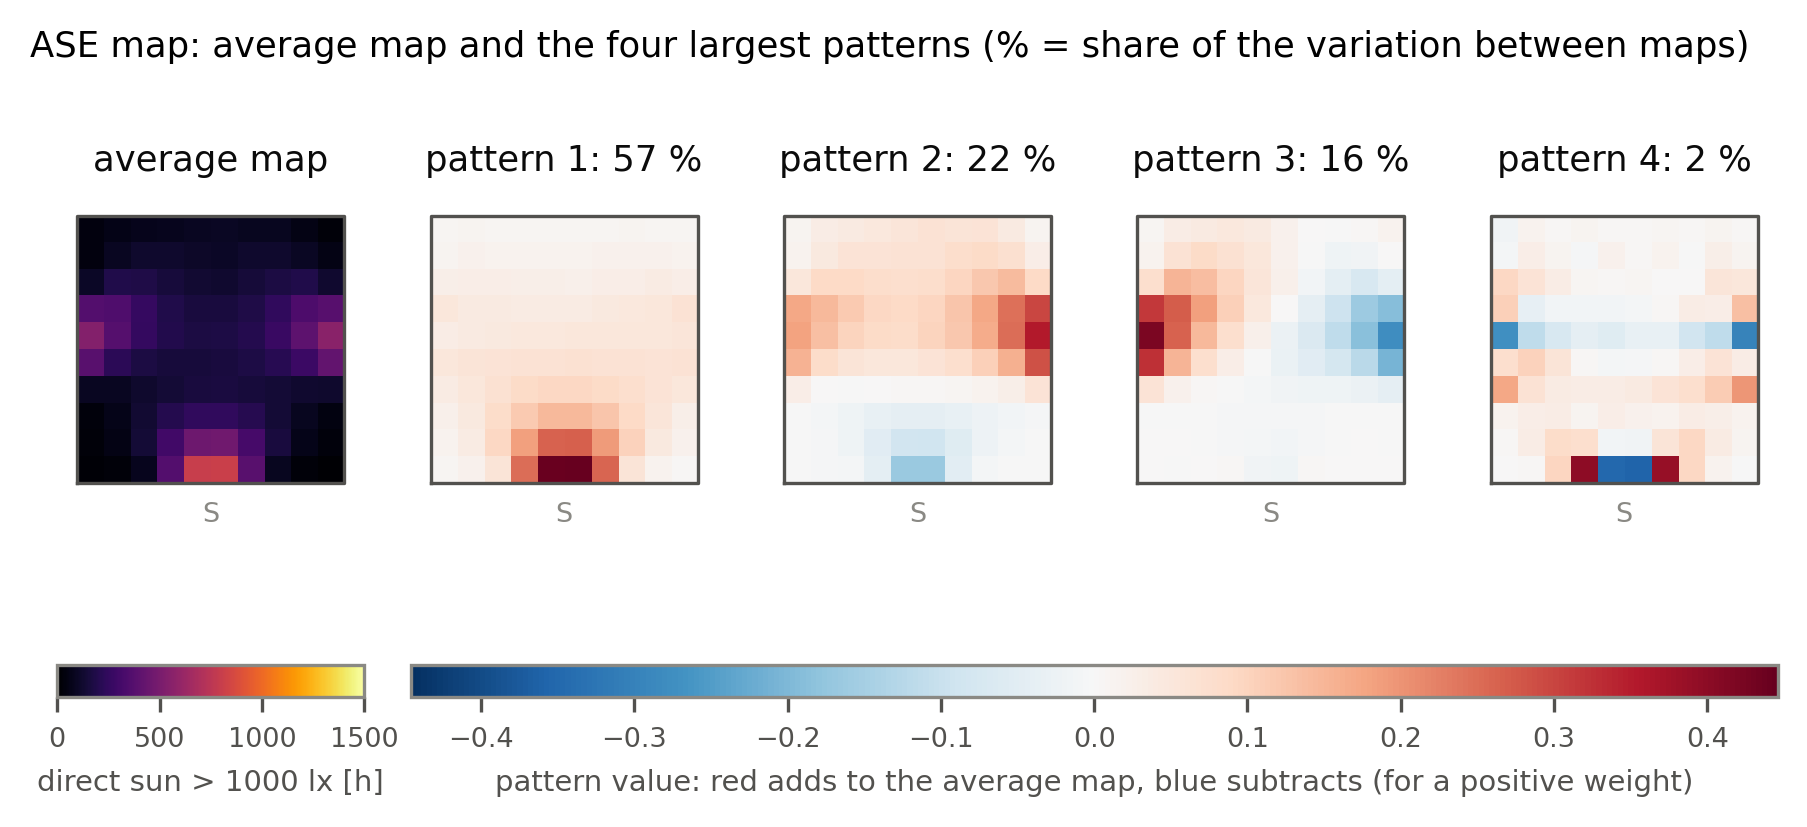 ASE map: average map and the four largest patterns (% = share of the variation between maps)
average map
pattern 1: 57 %
pattern 2: 22 %
pattern 3: 16 %
pattern 4: 2 %
S
S
S
S
S
0 500 1000 1500
direct sun > 1000 lx [h]
−0.4 −0.3 −0.2 −0.1 0.0 0.1 0.2 0.3 0.4
pattern value: red adds to the average map, blue subtracts (for a positive weight)